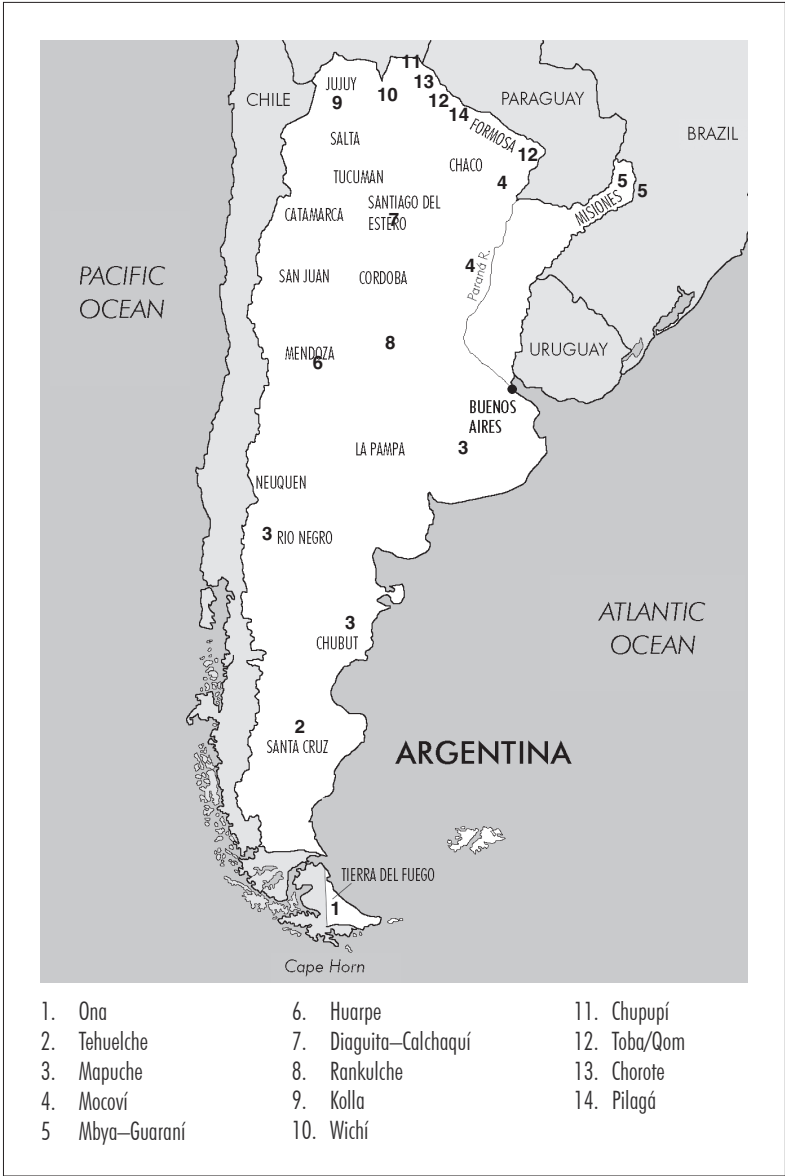 11
JUJUY
13
CHILE
10
12
PARAGUAY
9
14
FORMOSA
BRAZIL
SALTA
12
CHACO
TUCUMAN
4
5
5
SANTIAGO DEL
ESTERO
7
CATAMARCA
MISIONES
PACIFIC
OCEAN
SAN JUAN
CORDOBA
4
Paraná R.
MENDOZA
6
8
URUGUAY
BUENOS
AIRES
LA PAMPA
3
NEUQUEN
3 RIO NEGRO
ATLANTIC
OCEAN
3
CHUBUT
2
SANTA CRUZ
ARGENTINA
TIERRA DEL FUEGO
1
Cape Horn
1. Ona
2. Tehuelche
3. Mapuche
4. Mocoví
5 Mbya–Guaraní
6. Huarpe
7. Diaguita–Calchaquí
8. Rankulche
9. Kolla
10. Wichí
11. Chupupí
12. Toba/Qom
13. Chorote
14. Pilagá